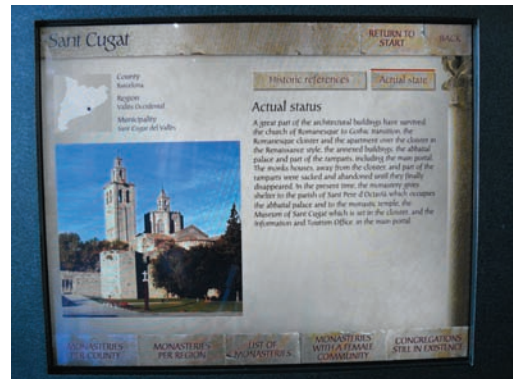 Sant Cugat
RETURN TO
START
BACK
County
Barcelona
Region
Vallès Occidental
Municipality
Sant Cugat del Vallès
Historic references
Actual state
Actual status
A great part of the architectural buildings have survived:
the church of Romanesque to Gothic transition, the
Romanesque cloister and the apartment over the cloister in
the Renaissance style, the annexed buildings, the abbatial
palace and part of the ramparts, including the main portal.
The monks houses, away from the cloister, and part of the
ramparts were sacked and abandoned until they finally
disappeared. In the present time, the monastery gives
shelter to the parish of Sant Pere d'Octavià which occupies
the abbatial palace and to the monastic temple, the
Museum of Sant Cugat which is set in the cloister, and the
Information and Tourism Office, in the main portal.
MONASTERIES
PER COUNTY
MONASTERIES
PER REGION
LIST OF
MONASTERIES
MONASTERIES
WITH A FEMALE
COMMUNITY
CONGREGATIONS
STILL IN EXISTENCE